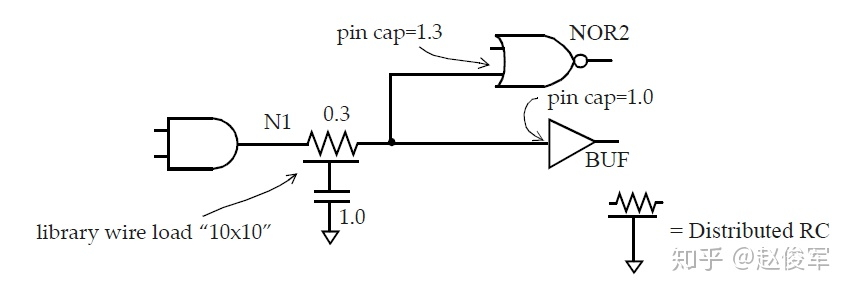 NOR2
pin cap=1.3
pin cap=1.0
0.3
N1
BUF
1.0
library wire load “10x10”
= Distributed RC
知乎 @赵俊军